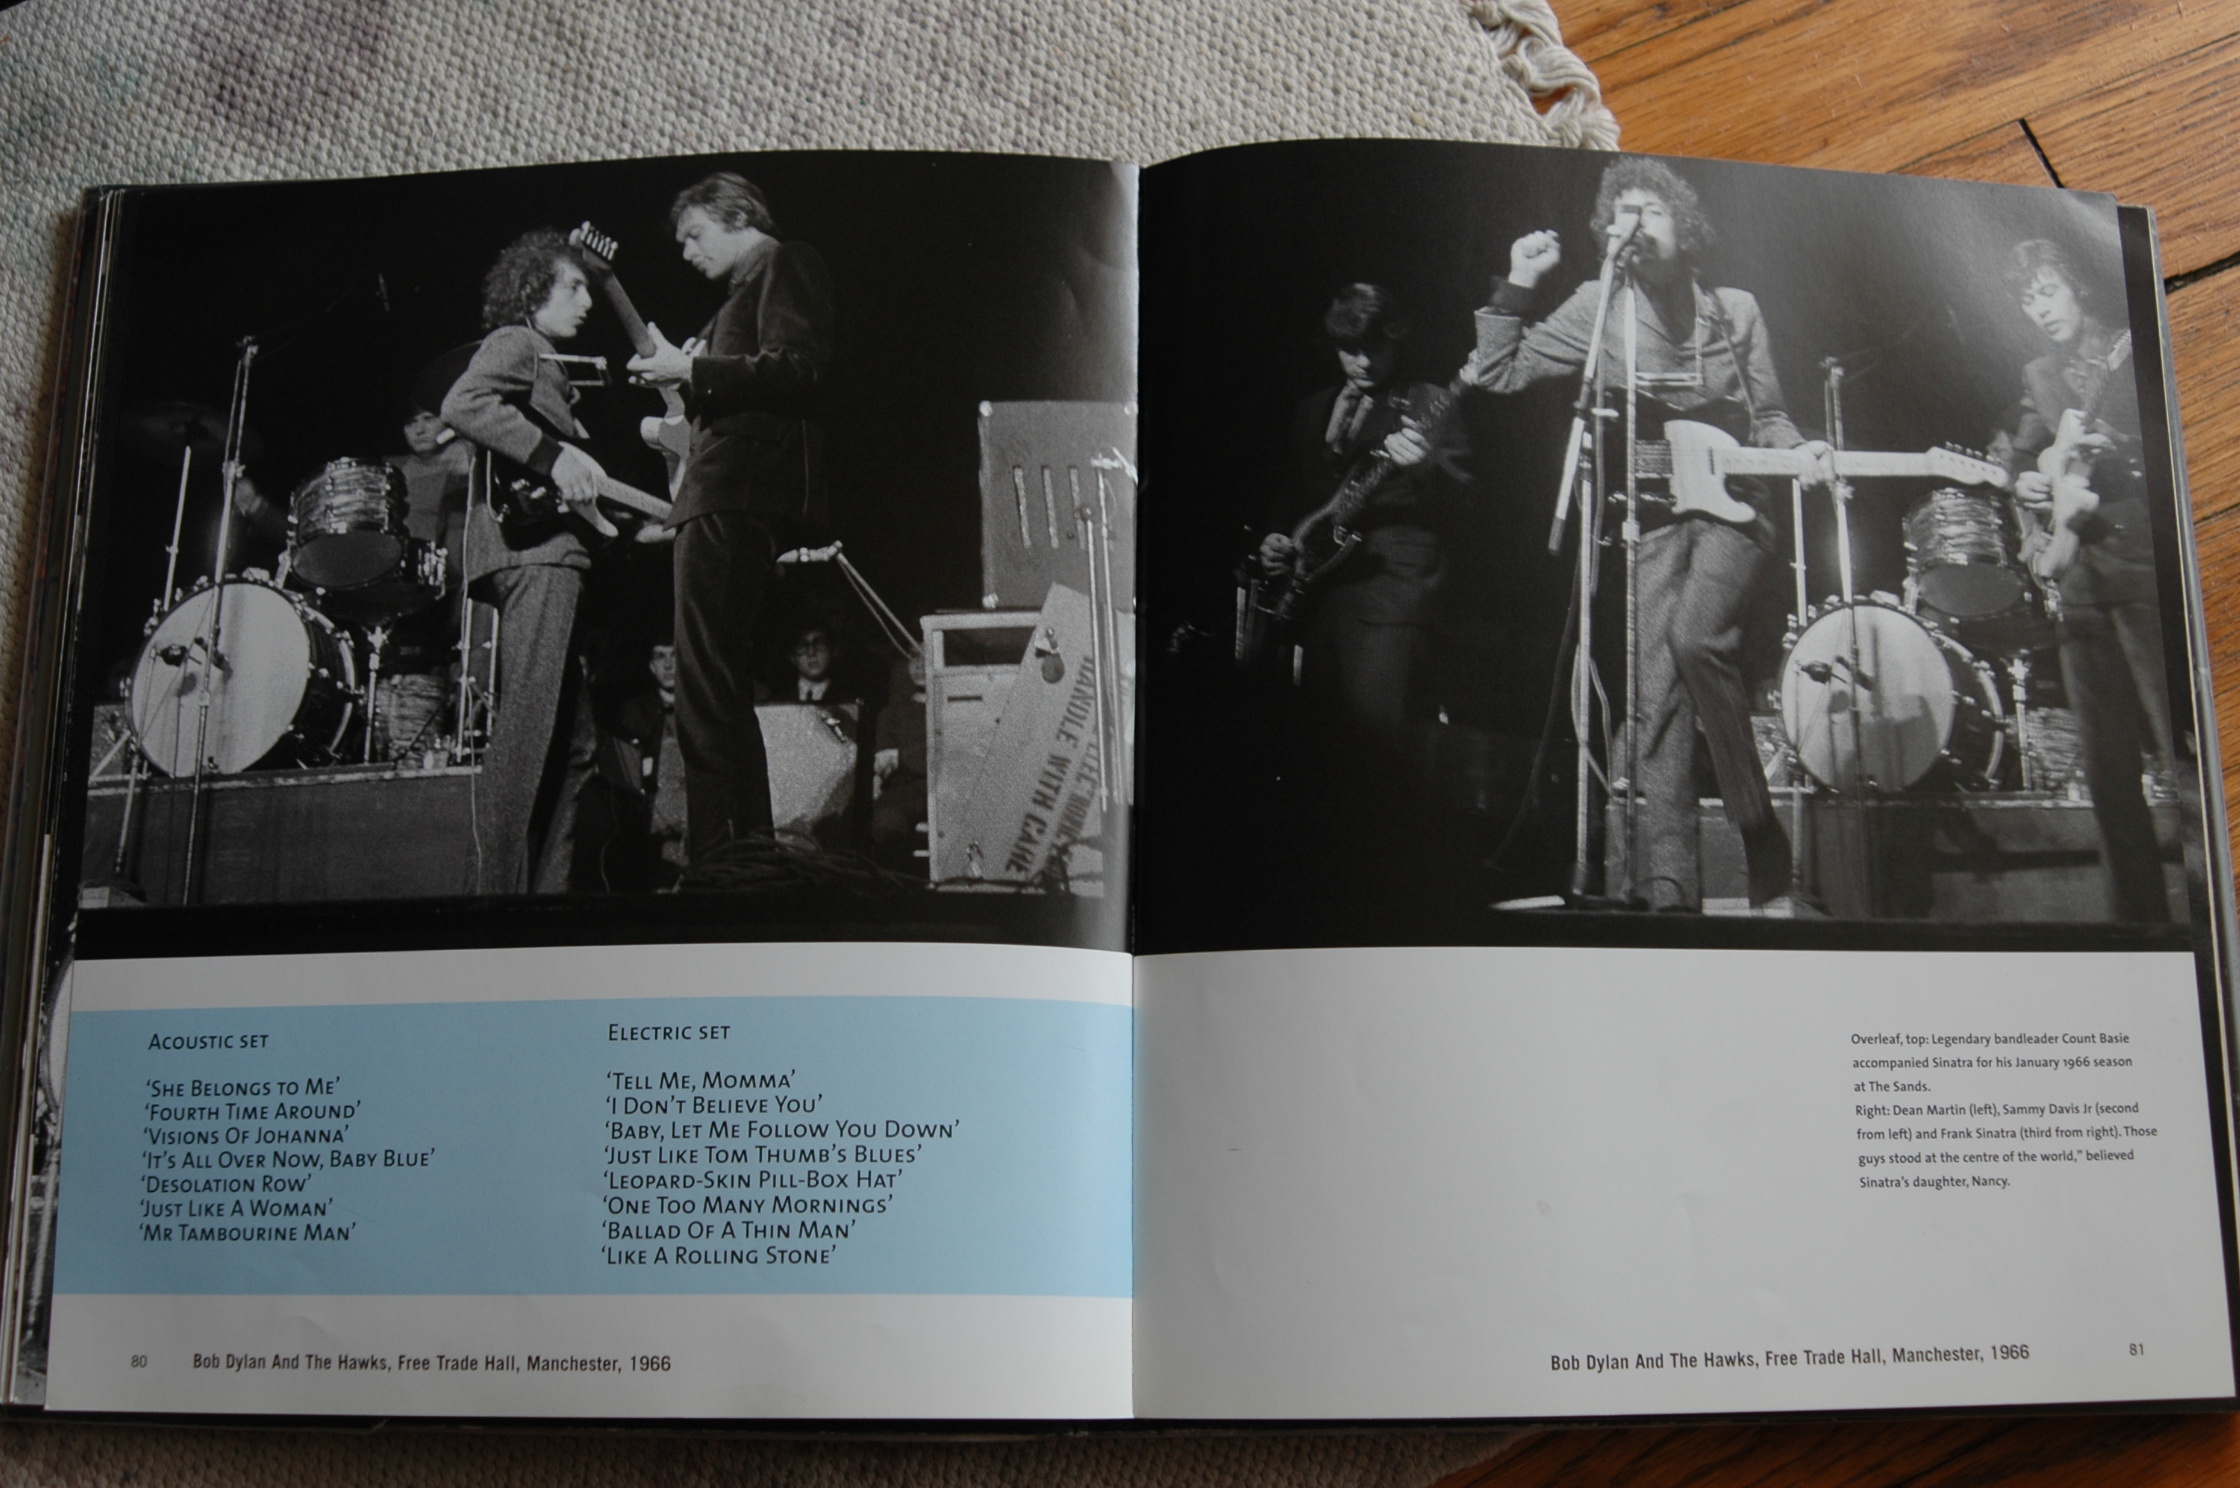 HANDLE WITH CARE
ACOUSTIC SET
‘SHE BELONGS TO ME’
‘FOURTH TIME AROUND’
‘VISIONS OF JOHANNA’
‘IT’S ALL OVER NOW, BABY BLUE’
‘DESOLATION ROW’
‘JUST LIKE A WOMAN’
‘MR TAMBOURINE MAN’
ELECTRIC SET
‘TELL ME, MOMMA’
‘I DON’T BELIEVE YOU’
‘BABY, LET ME FOLLOW YOU DOWN’
‘JUST LIKE TOM THUMB’S BLUES’
‘LEOPARD-SKIN PILL-BOX HAT’
‘ONE TOO MANY MORNINGS’
‘BALLAD OF A THIN MAN’
‘LIKE A ROLLING STONE’
80 Bob Dylan And The Hawks, Free Trade Hall, Manchester, 1966
Overleaf, top: Legendary bandleader Count Basie
accompanied Sinatra for his January 1966 season
at The Sands.
Right: Dean Martin (left), Sammy Davis Jr (second
from left) and Frank Sinatra (third from right). Those
guys stood at the centre of the world," believed
Sinatra's daughter, Nancy.
Bob Dylan And The Hawks, Free Trade Hall, Manchester, 1966 81